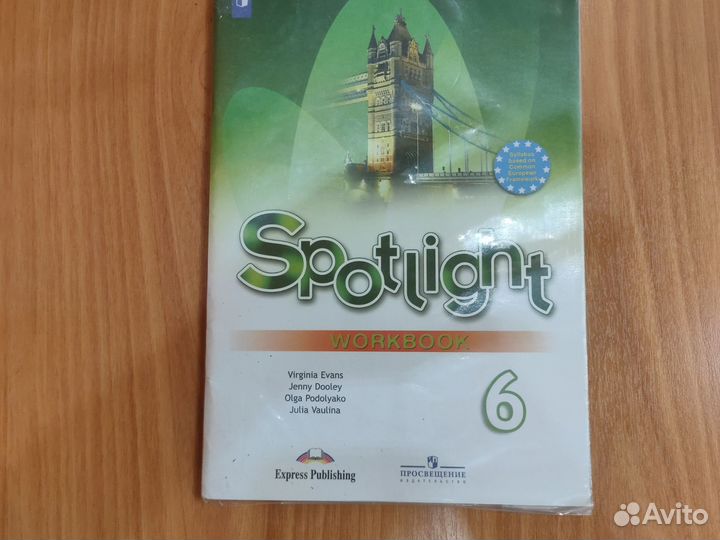 Syllabus
based on
Common
European
Framework
Spotlight
WORKBOOK
Virginia Evans
Jenny Dooley
Olga Podolyako
Julia Vaulina
6
Express Publishing
ПРОСВЕЩЕНИЕ
ИЗДАТЕЛЬСТВО
Avito